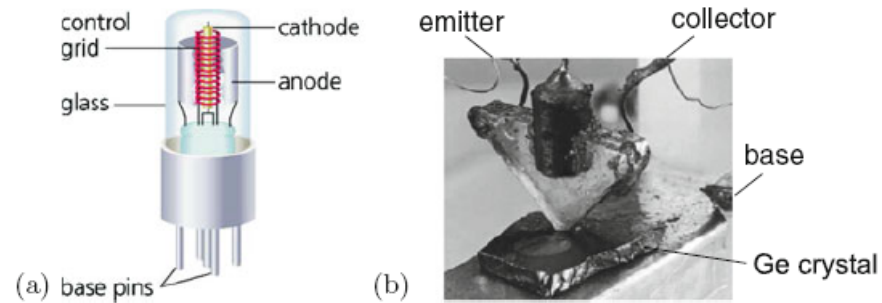 control
grid
cathode
anode
glass
(a) base pins
emitter
collector
base
(b)
Ge crystal